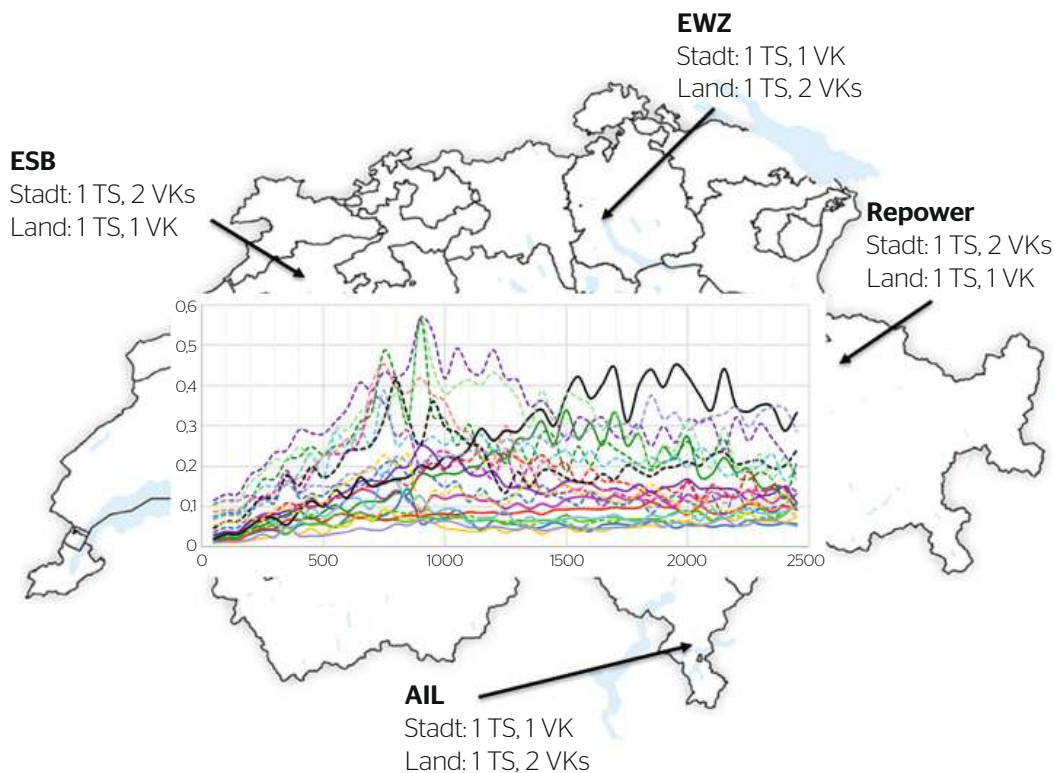 EWZ
Stadt: 1 TS, 1 VK
Land: 1 TS, 2 VKs
ESB
Stadt: 1 TS, 2 VKs
Land: 1 TS, 1 VK
Repower
Stadt: 1 TS, 2 VKs
Land: 1 TS, 1 VK
0,6
0,5
0,4
0,3
0,2
0,1
0
0 500 1000 1500 2000 2500
AIL
Stadt: 1 TS, 1 VK
Land: 1 TS, 2 VKs